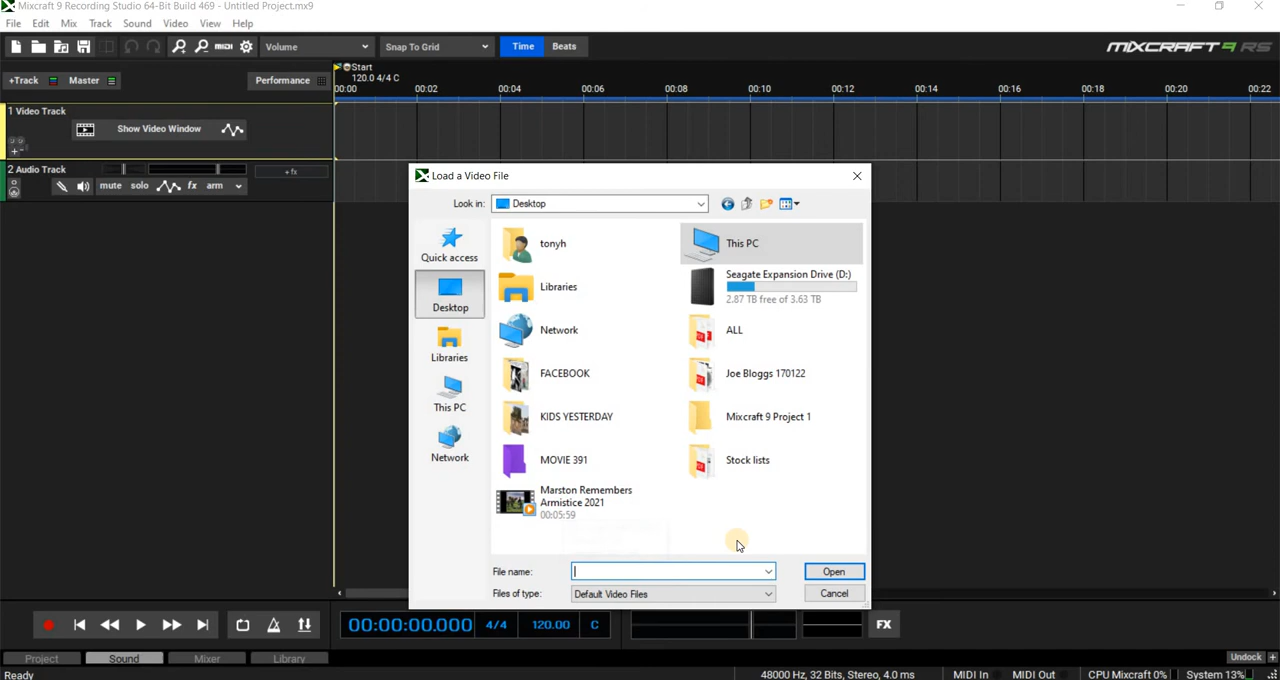 Mixcraft 9 Recording Studio 64-Bit Build 469 - Untitled Project.mx9
File Edit Mix Track Sound Video View Help
MIDI Volume Snap To Grid Time Beats MIXCRAFT 9 RS
+Track Master Performance
Start
120.0 4/4 C
00:00 00:02 00:04 00:06 00:08 00:10 00:12 00:14 00:16 00:18 00:20 00:22
1 Video Track
Show Video Window
2 Audio Track
+fx
mute solo fx arm
Load a Video File
Look in: Desktop
Quick access
Desktop
Libraries
This PC
Network
tonyh
This PC
Libraries
Seagate Expansion Drive (D:)
2.87 TB free of 3.63 TB
Network
ALL
FACEBOOK
Joe Bloggs 170122
KIDS YESTERDAY
Mixcraft 9 Project 1
MOVIE 391
Stock lists
Marston Remembers
Armistice 2021
00:05:59
File name:
Open
Files of type: Default Video Files
Cancel
00:00:00.000 4/4 120.00 C FX
Project Sound Mixer Library
Undock
Ready 48000 Hz, 32 Bits, Stereo, 4.0 ms MIDI In MIDI Out CPU Mixcraft 0% System 13%